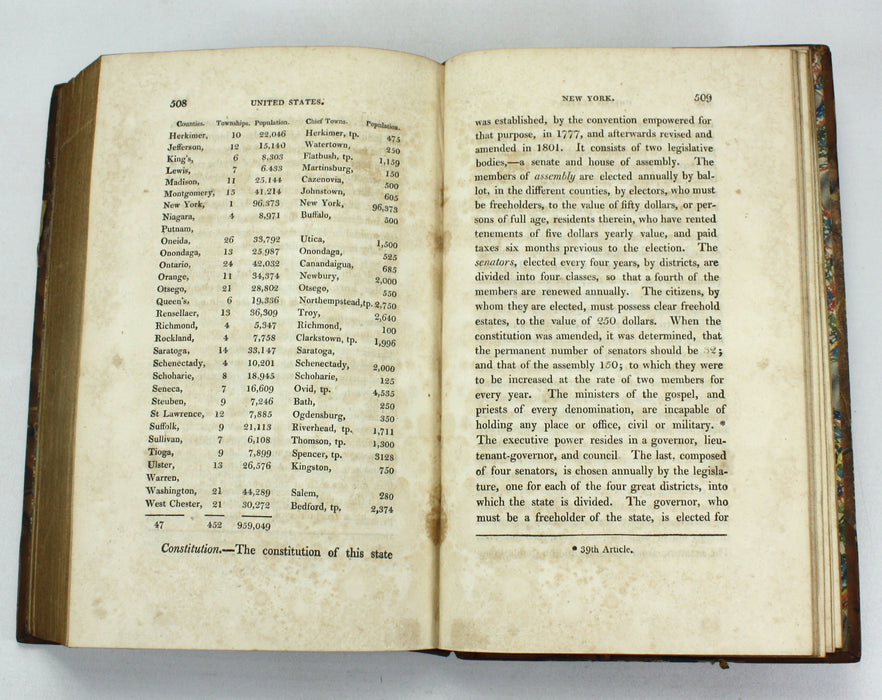 508 UNITED STATES.
Counties. Townships. Population. Chief Towns. Population.
Herkimer, 10 22,046 Herkimer, tp. 475
Jefferson, 12 15,140 Watertown, 250
King's, 6 8,303 Flatbush, tp. 1,159
Lewis, 7 6.433 Martinsburg, 150
Madison, 11 25.144 Cazenovia, 500
Montgomery, 15 41.214 Johnstown, 605
New York, 1 96.373 New York, 96,373
Niagara, 4 8,971 Buffalo, 500
Putnam,
Oneida, 26 33,792 Utica, 1,500
Onondaga, 13 25,987 Onondaga, 525
Ontario, 24 42,032 Canandaigua, 685
Orange, 11 34,374 Newbury, 2,000
Otsego, 21 28,802 Otsego, 550
Queen's, 6 19,336 Northempstead,tp. 2,750
Rensellaer, 13 36,309 Troy, 2,640
Richmond, 4 5,347 Richmond, 100
Rockland, 4 7,758 Clarkstown, tp. 1,996
Saratoga, 14 33,147 Saratoga,
Schenectady, 4 10,201 Schenectady, 2,000
Schoharie, 8 18,945 Schoharie, 125
Seneca, 7 16,609 Ovid, tp. 4,535
Steuben, 9 7,246 Bath, 250
St Lawrence, 12 7,885 Ogdensburg, 350
Suffolk, 9 21,113 Riverhead, tp. 1,711
Sullivan, 7 6,108 Thomson, tp. 1,300
Tioga, 9 7,899 Spencer, tp. 3128
Ulster, 13 26,576 Kingston, 750
Warren,
Washington, 21 44,289 Salem, 280
West Chester, 21 30,272 Bedford, tp, 2,374
47 452 959,049
Constitution.—The constitution of this state
NEW YORK. 509
was established, by the convention empowered for
that purpose, in 1777, and afterwards revised and
amended in 1801. It consists of two legislative
bodies,—a senate and house of assembly. The
members of assembly are elected annually by bal-
lot, in the different counties, by electors, who must
be freeholders, to the value of fifty dollars, or per-
sons of full age, residents therein, who have rented
tenements of five dollars yearly value, and paid
taxes six months previous to the election. The
senators, elected every four years, by districts, are
divided into four classes, so that a fourth of the
members are renewed annually. The citizens, by
whom they are elected, must possess clear freehold
estates, to the value of 250 dollars. When the
constitution was amended, it was determined, that
the permanent number of senators should be 32;
and that of the assembly 150; to which they were
to be increased at the rate of two members for
every year. The ministers of the gospel, and
priests of every denomination, are incapable of
holding any place or office, civil or military. *
The executive power resides in a governor, lieu-
tenant-governor, and council. The last, composed
of four senators, is chosen annually by the legisla-
ture, one for each of the four great districts, into
which the state is divided. The governor, who
must be a freeholder of the state, is elected for
* 39th Article.